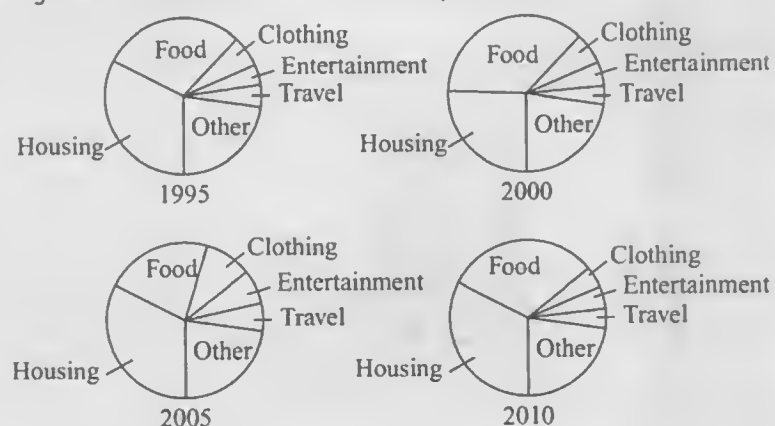 Food
Clothing
Entertainment
Travel
Other
Housing
1995
Food
Clothing
Entertainment
Travel
Other
Housing
2000
Food
Clothing
Entertainment
Travel
Other
Housing
2005
Food
Clothing
Entertainment
Travel
Other
Housing
2010